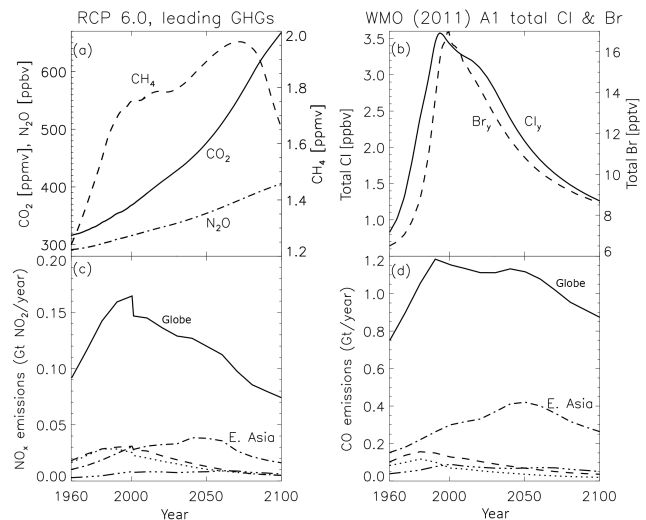 RCP 6.0, leading GHGs
(a)
CO₂ [ppmv], N₂O [ppbv]
600
500
400
300
CH₄
CO₂
N₂O
2.0
1.8
1.6
1.4
1.2
CH₄ [ppmv]
WMO (2011) A1 total Cl & Br
(b)
Total Cl [ppbv]
3.5
3.0
2.5
2.0
1.5
1.0
Br_y
Cl_y
16
14
12
10
8
6
Total Br [pptv]
(c)
NOₓ emissions (Gt NO₂/year)
0.20
0.15
0.10
0.05
0.00
Globe
E. Asia
1960
2000
2050
2100
Year
(d)
CO emissions (Gt/year)
1.2
1.0
0.8
0.6
0.4
0.2
0.0
Globe
E. Asia
1960
2000
2050
2100
Year